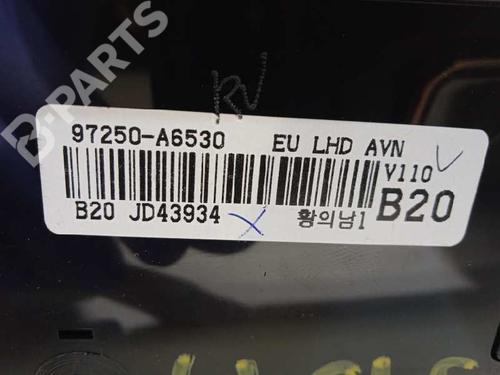 B-PARTS
97250-A6530 EU LHD AVN
V110
B20 JD43934 황의남1 B20